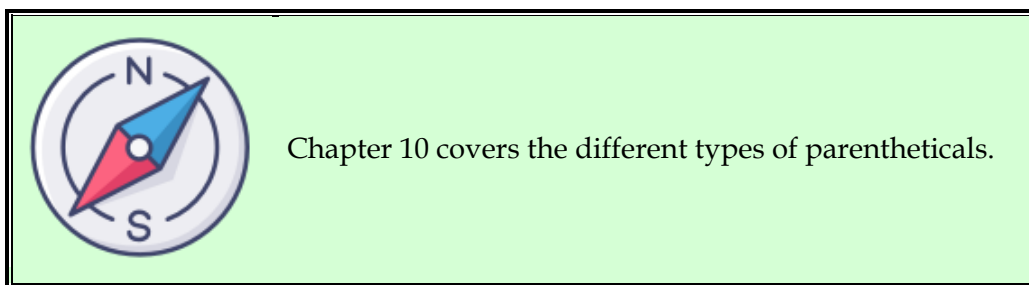 N
Chapter 10 covers the different types of parentheticals.
S